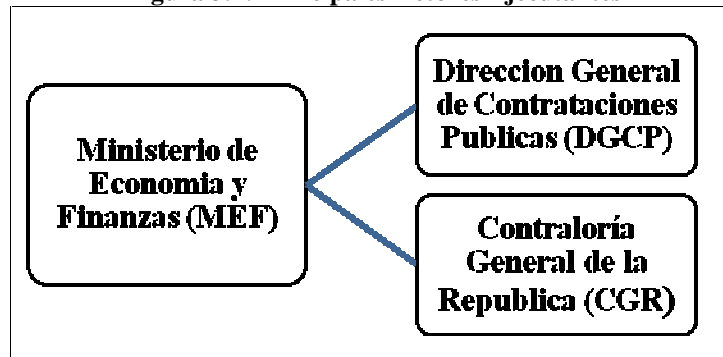 Ministerio de
Economia y
Finanzas (MEF)
Direccion General
de Contrataciones
Publicas (DGCP)
Contraloría
General de la
Republica (CGR)